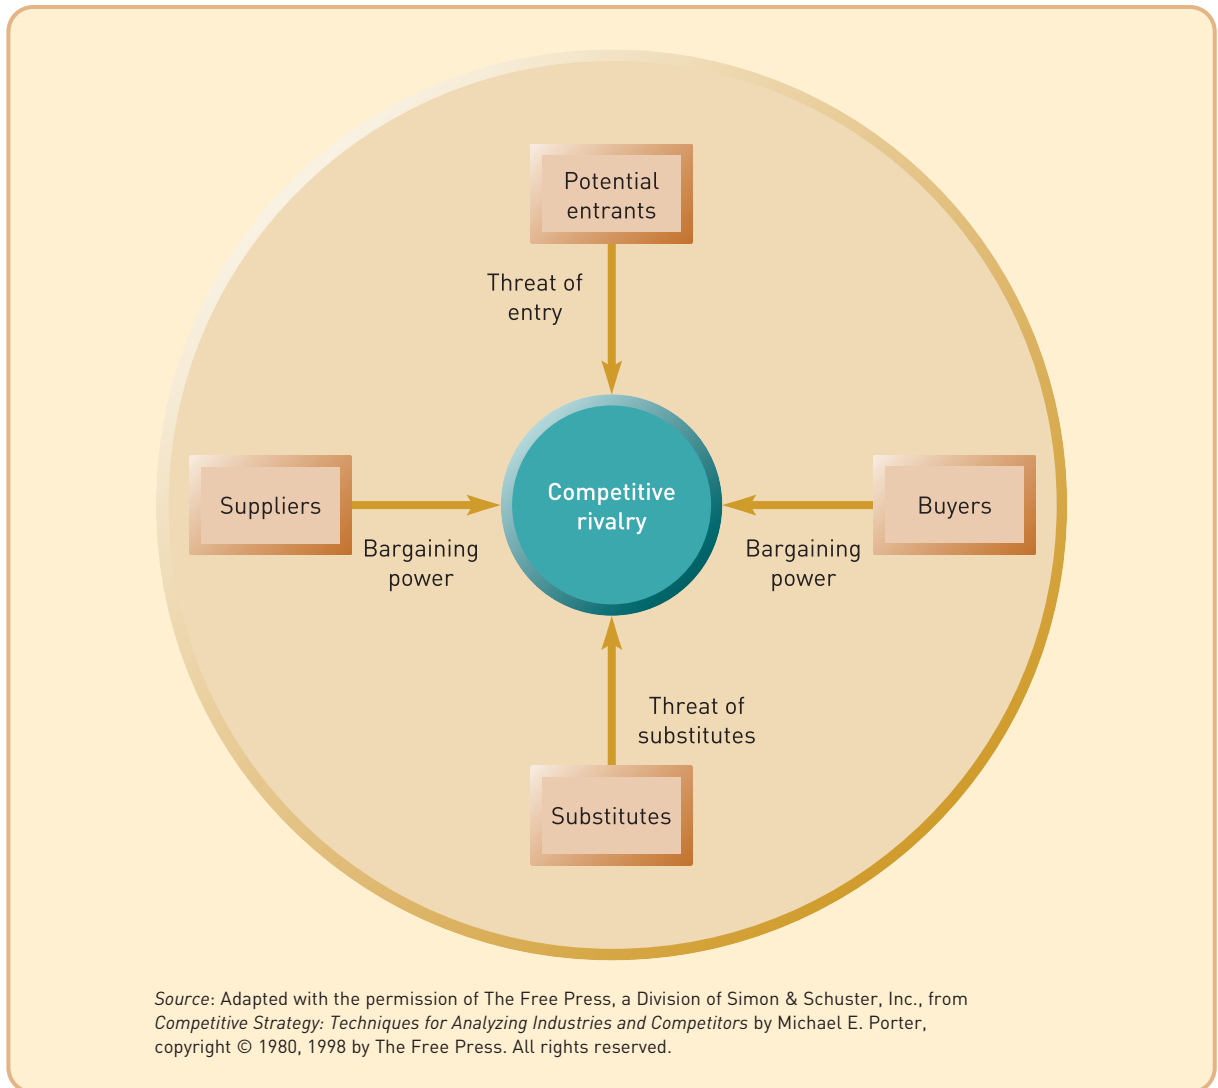 Potential
entrants
Threat of
entry
Suppliers
Bargaining
power
Competitive
rivalry
Buyers
Bargaining
power
Threat of
substitutes
Substitutes
Source: Adapted with the permission of The Free Press, a Division of Simon & Schuster, Inc., from
Competitive Strategy: Techniques for Analyzing Industries and Competitors by Michael E. Porter,
copyright © 1980, 1998 by The Free Press. All rights reserved.